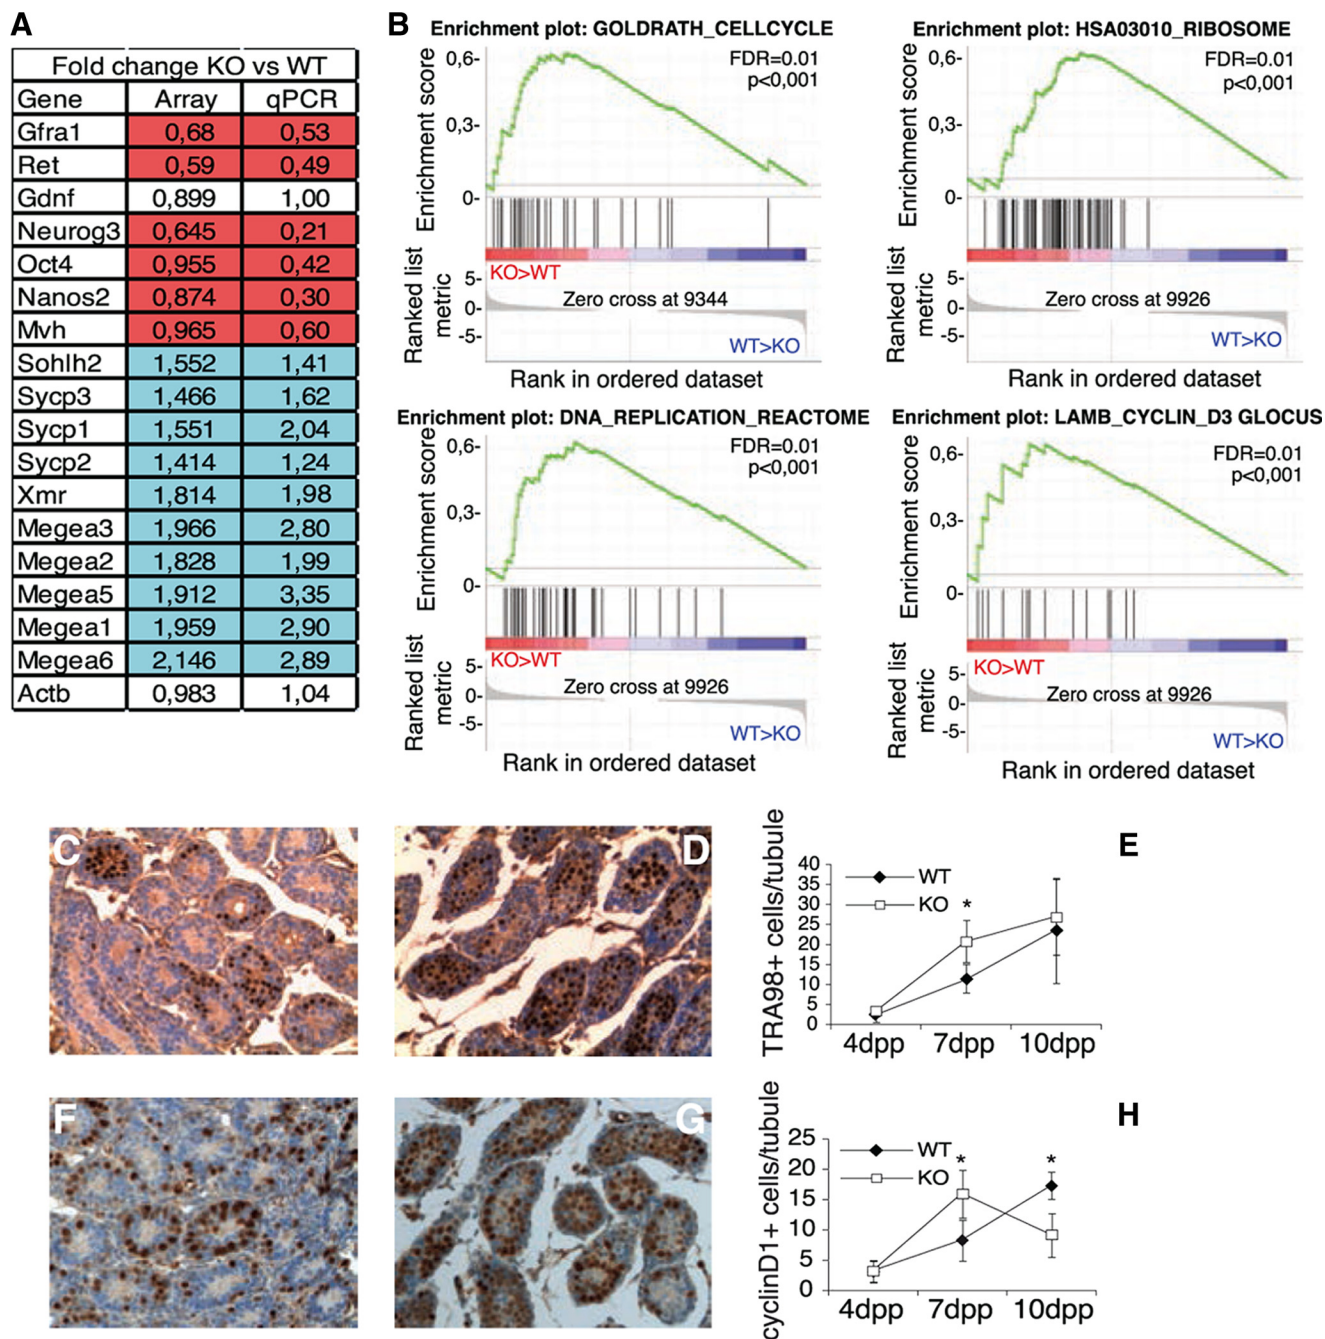 A
Fold change KO vs WT
Gene Array qPCR
Gfra1 0,68 0,53
Ret 0,59 0,49
Gdnf 0,899 1,00
Neurog3 0,645 0,21
Oct4 0,955 0,42
Nanos2 0,874 0,30
Mvh 0,965 0,60
Sohlh2 1,552 1,41
Sycp3 1,466 1,62
Sycp1 1,551 2,04
Sycp2 1,414 1,24
Xmr 1,814 1,98
Megea3 1,966 2,80
Megea2 1,828 1,99
Megea5 1,912 3,35
Megea1 1,959 2,90
Megea6 2,146 2,89
Actb 0,983 1,04
B
Enrichment plot: GOLDRATH_CELLCYCLE
Enrichment score
0,6-
0,3-
0-
FDR=0.01
p<0,001
Ranked list
metric
5-
0-
-5-
KO>WT
Zero cross at 9344
WT>KO
Rank in ordered dataset
Enrichment plot: HSA03010_RIBOSOME
Enrichment score
0,6-
0,3-
0-
FDR=0.01
p<0,001
Ranked list
metric
5-
0-
-5-
Zero cross at 9926
WT>KO
Rank in ordered dataset
Enrichment plot: DNA_REPLICATION_REACTOME
Enrichment score
0,6-
0,3-
0-
FDR=0.01
p<0,001
Ranked list
metric
5-
0-
-5-
KO>WT
Zero cross at 9926
WT>KO
Rank in ordered dataset
Enrichment plot: LAMB_CYCLIN_D3 GLOCUS
Enrichment score
0,6-
0,3-
0-
FDR=0.01
p<0,001
Ranked list
metric
5-
0-
-5-
KO>WT
Zero cross at 9926
WT>KO
Rank in ordered dataset
C
D
E
TRA98+ cells/tubule
40
35
30
25
20
15
10
5
0
WT
KO
*
4dpp 7dpp 10dpp
F
G
H
cyclinD1+ cells/tubule
25
20
15
10
5
0
WT
KO
* *
4dpp 7dpp 10dpp